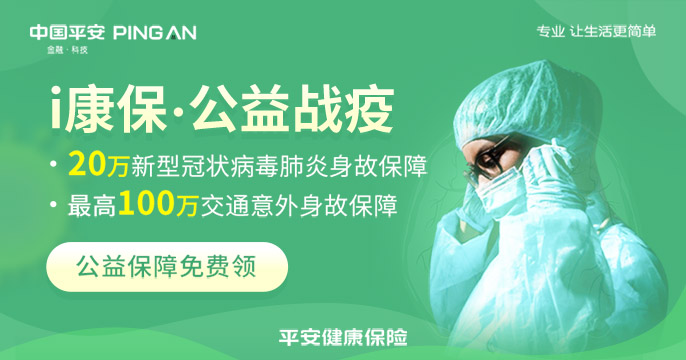 中国平安 PING AN
金融·科技
专业 让生活更简单
i康保·公益战疫
·20万新型冠状病毒肺炎身故保障
·最高100万交通意外身故保障
公益保障免费领
平安健康保险